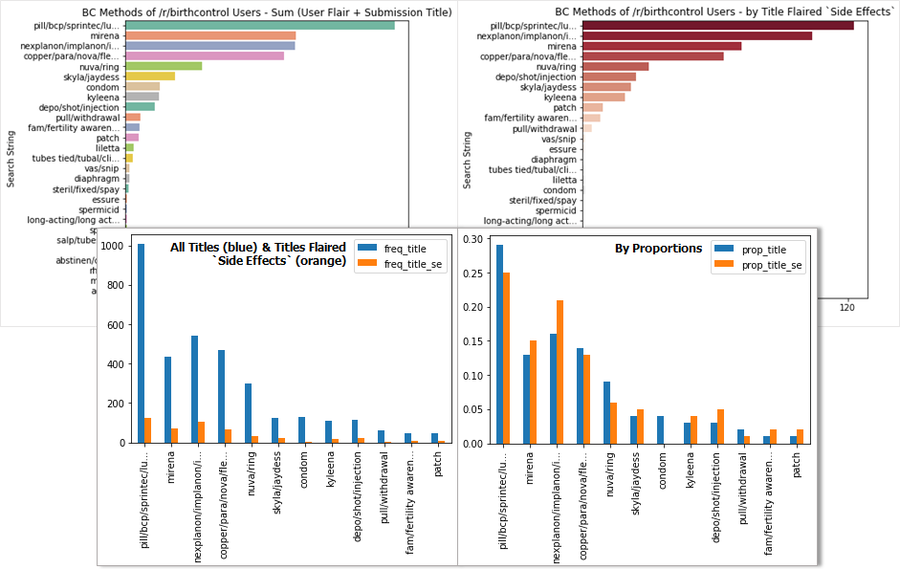 BC Methods of /r/birthcontrol Users - Sum (User Flair + Submission Title)
Search String
pill/bcp/sprintec/lu...
mirena
nexplanon/implanon/i...
copper/para/nova/fle...
nuva/ring
skyla/jaydess
condom
kyleena
depo/shot/injection
pull/withdrawal
fam/fertility awaren...
patch
liletta
tubes tied/tubal/cli...
vas/snip
diaphragm
steril/fixed/spay
essure
spermicid
long-acting/long act...
BC Methods of /r/birthcontrol Users - by Title Flaired `Side Effects`
Search String
pill/bcp/sprintec/lu...
nexplanon/implanon/i...
mirena
copper/para/nova/fle...
nuva/ring
depo/shot/injection
skyla/jaydess
kyleena
patch
fam/fertility awaren...
pull/withdrawal
vas/snip
essure
diaphragm
tubes tied/tubal/cli...
liletta
condom
steril/fixed/spay
spermicid
long-acting/long act...
120
sp
salp/tube
abstinen/
rh
m
a
All Titles (blue) & Titles Flaired
`Side Effects` (orange)
freq_title
freq_title_se
1000
800
600
400
200
0
pill/bcp/sprintec/lu...
mirena
nexplanon/implanon/i...
copper/para/nova/fle...
nuva/ring
skyla/jaydess
condom
kyleena
depo/shot/injection
pull/withdrawal
fam/fertility awaren...
patch
By Proportions
prop_title
prop_title_se
0.30
0.25
0.20
0.15
0.10
0.05
0.00
pill/bcp/sprintec/lu...
mirena
nexplanon/implanon/i...
copper/para/nova/fle...
nuva/ring
skyla/jaydess
condom
kyleena
depo/shot/injection
pull/withdrawal
fam/fertility awaren...
patch